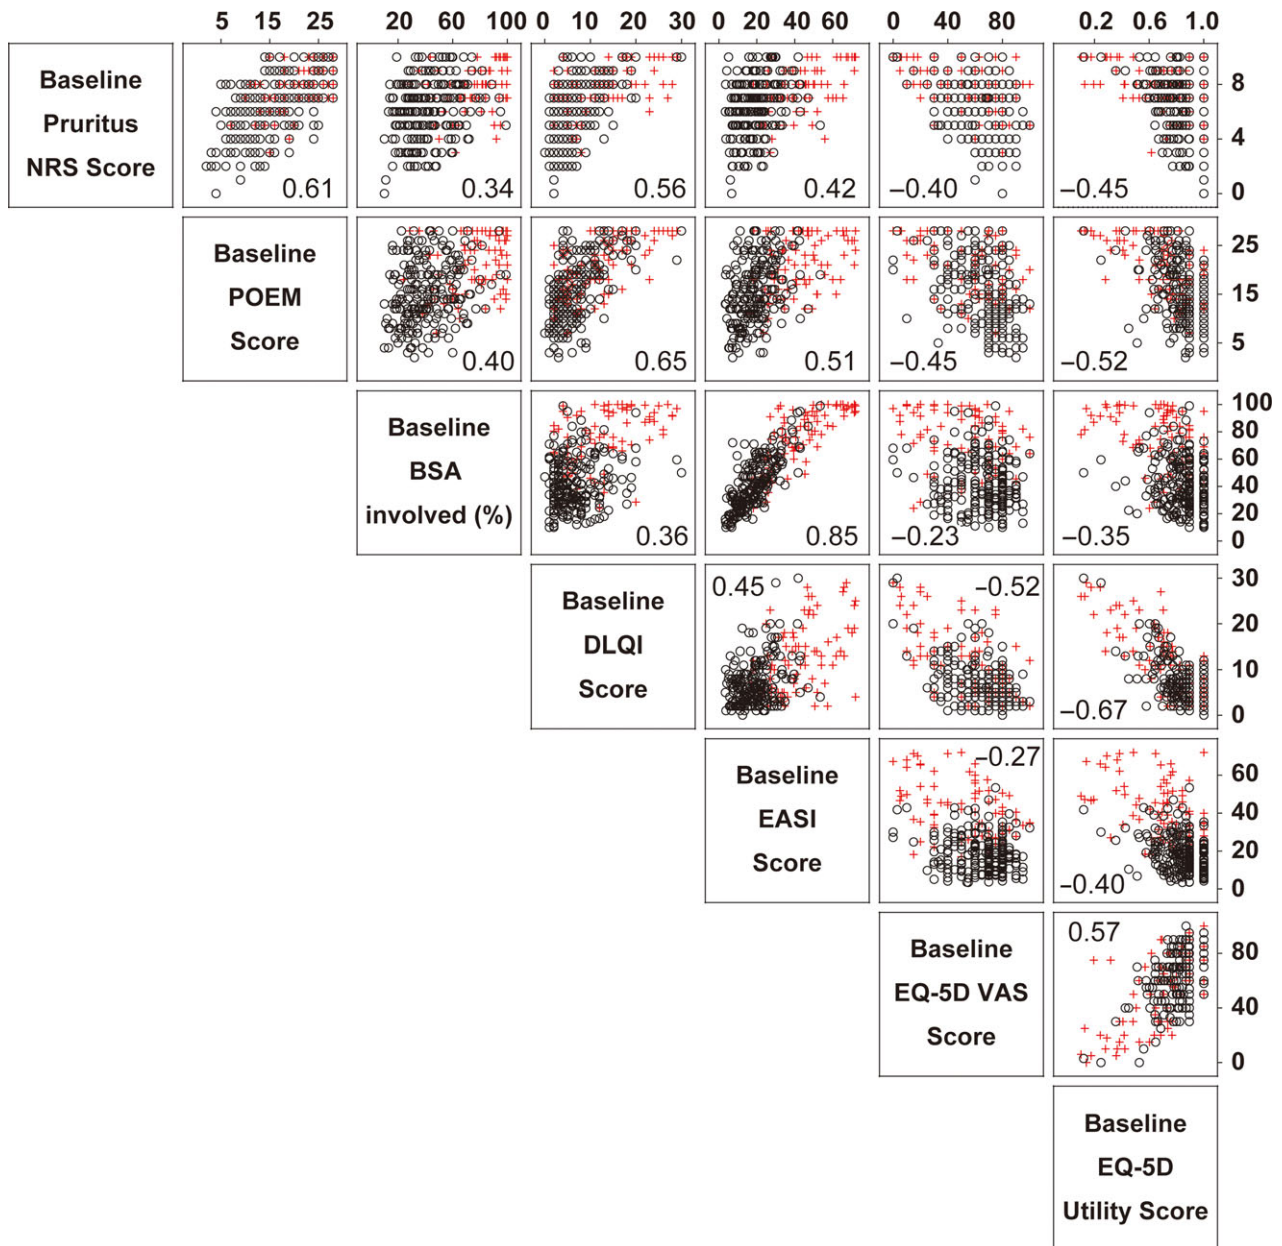 5 15 25 20 60 100 0 10 20 30 0 20 40 60 0 40 80 0.2 0.6 1.0
Baseline
Pruritus
NRS Score
0.61
0.34
0.56
0.42
−0.40
−0.45
8
4
0
Baseline
POEM
Score
0.40
0.65
0.51
−0.45
−0.52
25
15
5
Baseline
BSA
involved (%)
0.36
0.85
−0.23
−0.35
100
80
60
40
20
0
Baseline
DLQI
Score
0.45
−0.52
−0.67
30
20
10
0
Baseline
EASI
Score
−0.27
−0.40
60
40
20
0
Baseline
EQ-5D VAS
Score
0.57
80
40
0
Baseline
EQ-5D
Utility Score